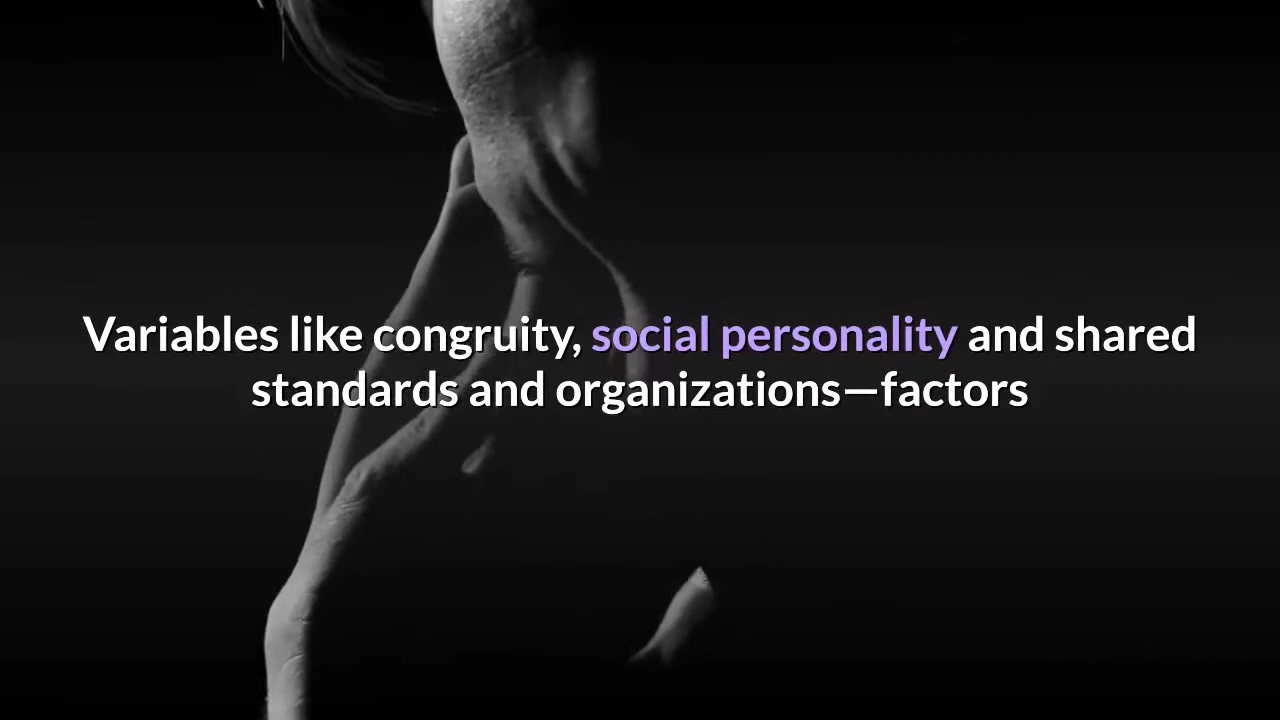 Variables like congruity, social personality and shared
standards and organizations—factors